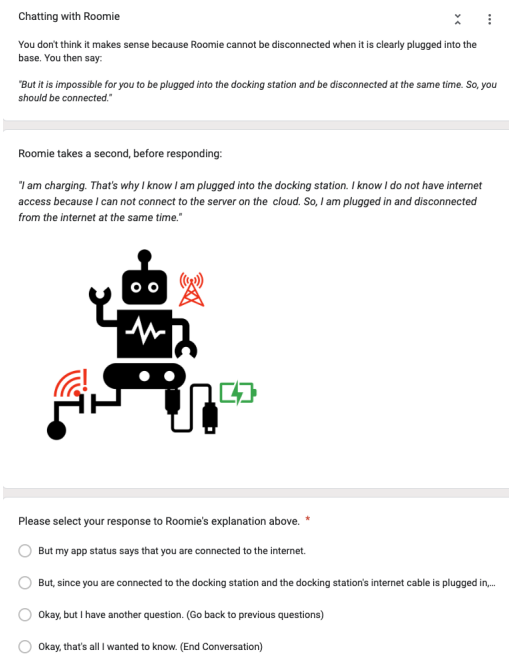 Chatting with Roomie
You don't think it makes sense because Roomie cannot be disconnected when it is clearly plugged into the
base. You then say:
"But it is impossible for you to be plugged into the docking station and be disconnected at the same time. So, you
should be connected."
Roomie takes a second, before responding:
"I am charging. That's why I know I am plugged into the docking station. I know I do not have internet
access because I can not connect to the server on the cloud. So, I am plugged in and disconnected
from the internet at the same time."
Please select your response to Roomie's explanation above. *
But my app status says that you are connected to the internet.
But, since you are connected to the docking station and the docking station's internet cable is plugged in,...
Okay, but I have another question. (Go back to previous questions)
Okay, that's all I wanted to know. (End Conversation)